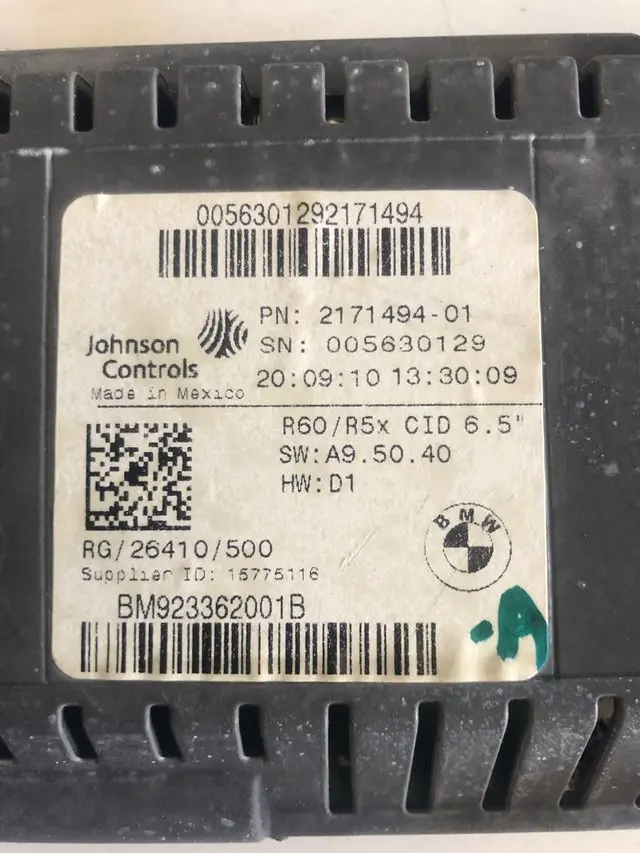 0056301292171494
PN: 2171494-01
Johnson
Controls
SN: 005630129
Made in Mexico
20:09:10 13:30:09
R60/R5x CID 6.5"
SW:A9.50.40
HW:D1
BMW
RG/26410/500
Supplier ID: 15775116
BM923362001B
-A